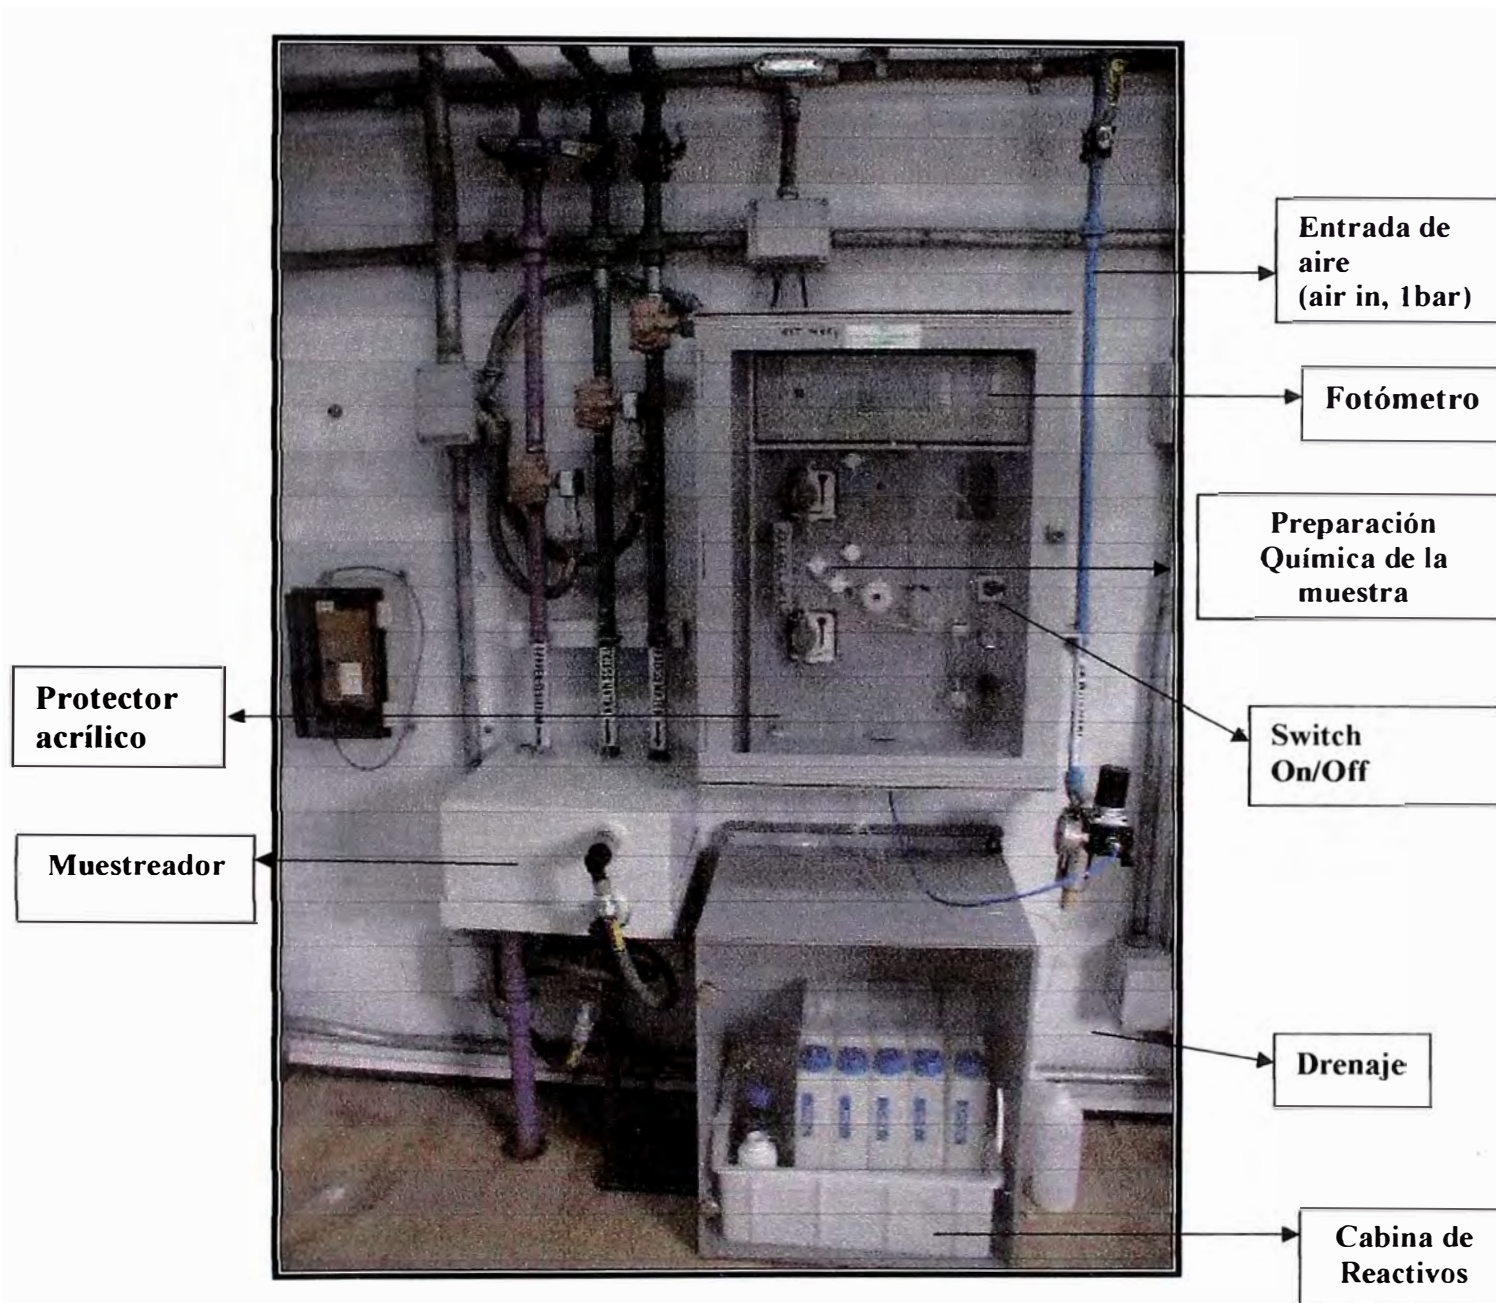 Entrada de
aire
(air in, 1bar)
Fotómetro
Preparación
Química de la
muestra
Protector
acrílico
Switch
On/Off
Muestreador
Drenaje
Cabina de
Reactivos